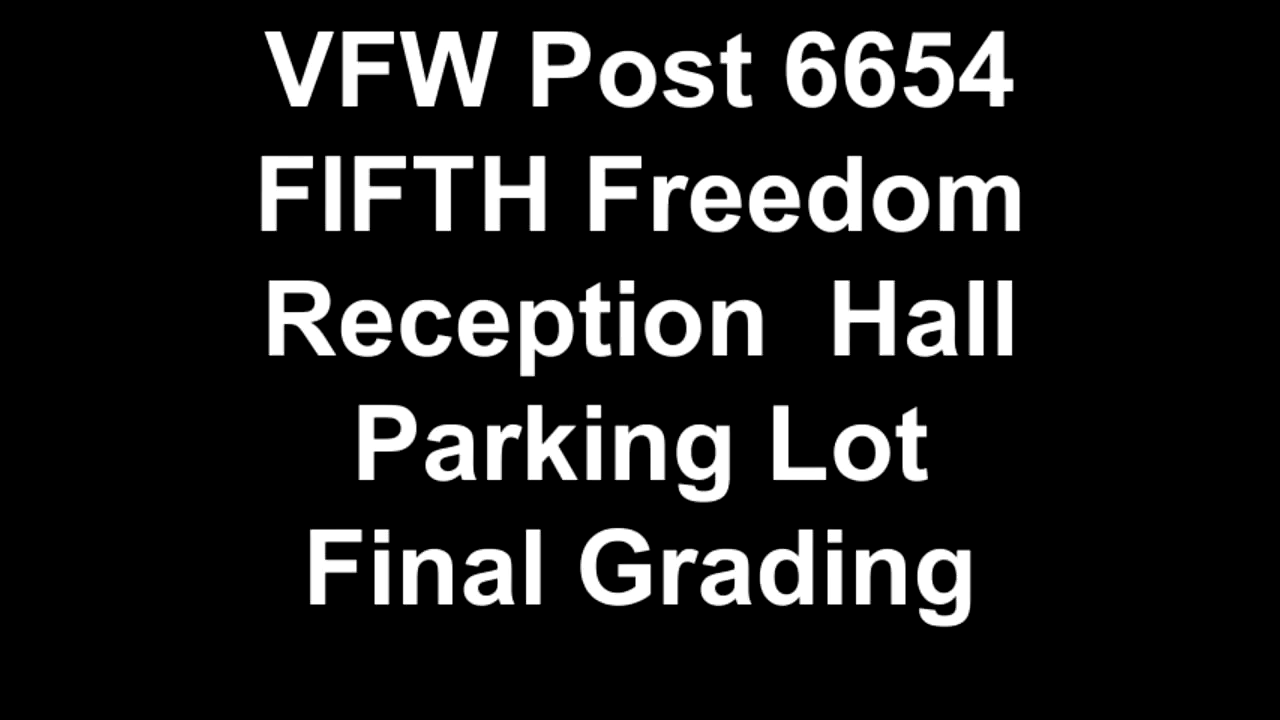 VFW Post 6654
FIFTH Freedom
Reception  Hall
Parking Lot
Final Grading